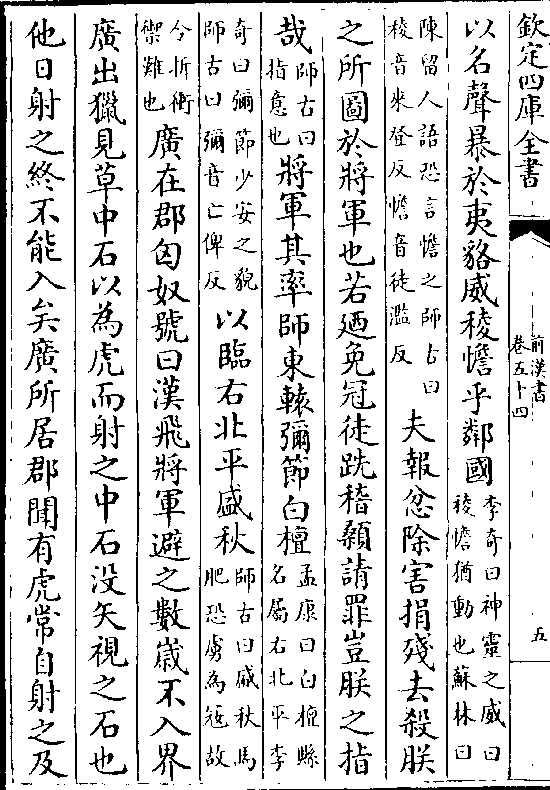 欽定四庫全書
前漢書
卷五十四
五
以名聲暴於夷貉威稜憺乎鄰國李奇曰神靈之威曰
稜憺猶動也蘇林曰
陳留人語恐言憺之師古曰
稜音来登反憺音徒濫反夫報忿除害捐殘去殺朕
之所圖於將軍也若廼免冠徒跣稽顙請罪豈朕之指
哉師古曰
指意也將軍其率師東轅彌節白檀孟康曰白檀縣
名屬右北平李
奇曰彌節少安之貌
師古曰彌音亡俾反以臨右北平盛秋師古曰盛秋馬
肥恐虜為冦故
令折衝
禦難也廣在郡匈奴號曰漢飛將軍避之數嵗不入界
廣出獵見草中石以為虎而射之中石没矢視之石也
他日射之終不能入矣廣所居郡聞有虎常自射之及